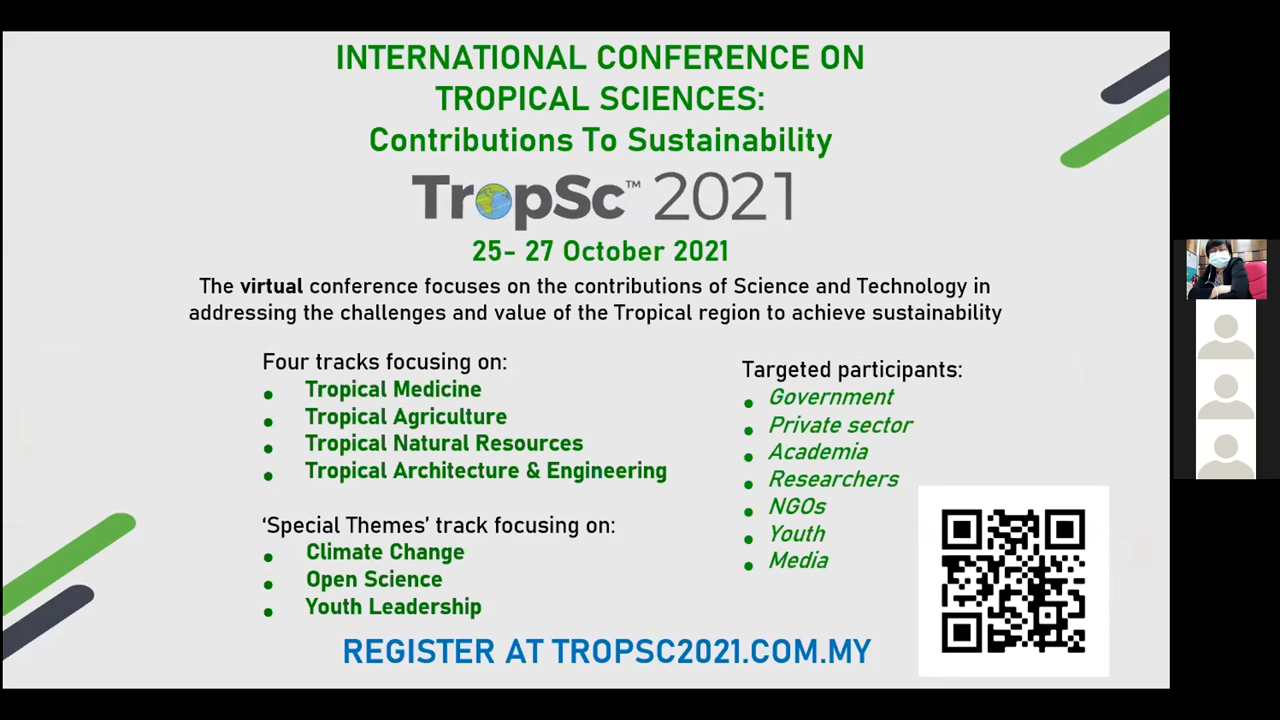 INTERNATIONAL CONFERENCE ON
TROPICAL SCIENCES:
Contributions To Sustainability
TropSc™ 2021
25- 27 October 2021
The virtual conference focuses on the contributions of Science and Technology in
addressing the challenges and value of the Tropical region to achieve sustainability
Four tracks focusing on:
• Tropical Medicine
• Tropical Agriculture
• Tropical Natural Resources
• Tropical Architecture & Engineering
‘Special Themes’ track focusing on:
• Climate Change
• Open Science
• Youth Leadership
Targeted participants:
• Government
• Private sector
• Academia
• Researchers
• NGOs
• Youth
• Media
REGISTER AT TROPSC2021.COM.MY